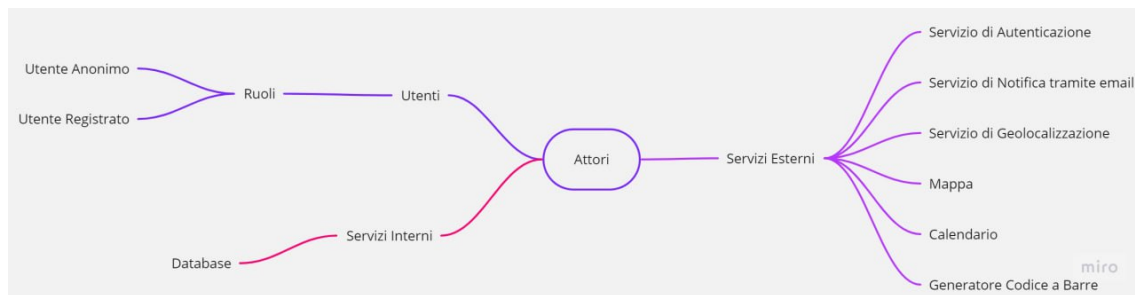 Utente Anonimo
Utente Registrato
Ruoli
Utenti
Attori
Servizi Interni
Database
Servizi Esterni
Servizio di Autenticazione
Servizio di Notifica tramite email
Servizio di Geolocalizzazione
Mappa
Calendario
Generatore Codice a Barre
miro